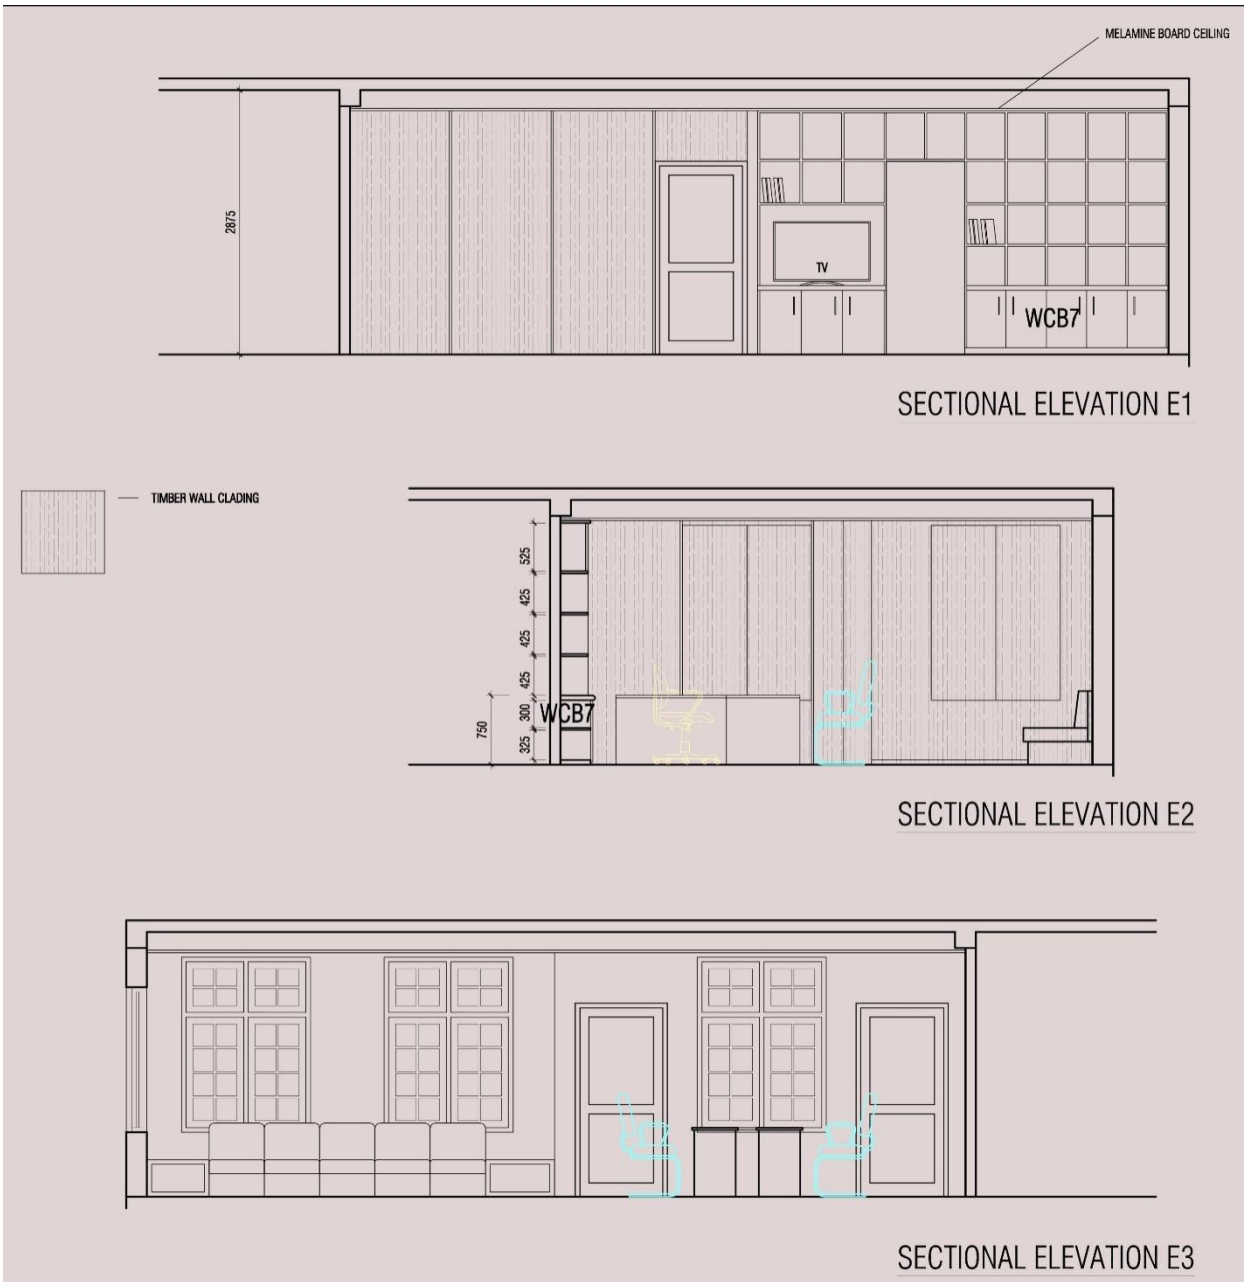 MELAMINE BOARD CEILING
2875
TV
WCB7
SECTIONAL ELEVATION E1
TIMBER WALL CLADING
525
425
425
425
300
325
750
WCB7
SECTIONAL ELEVATION E2
SECTIONAL ELEVATION E3